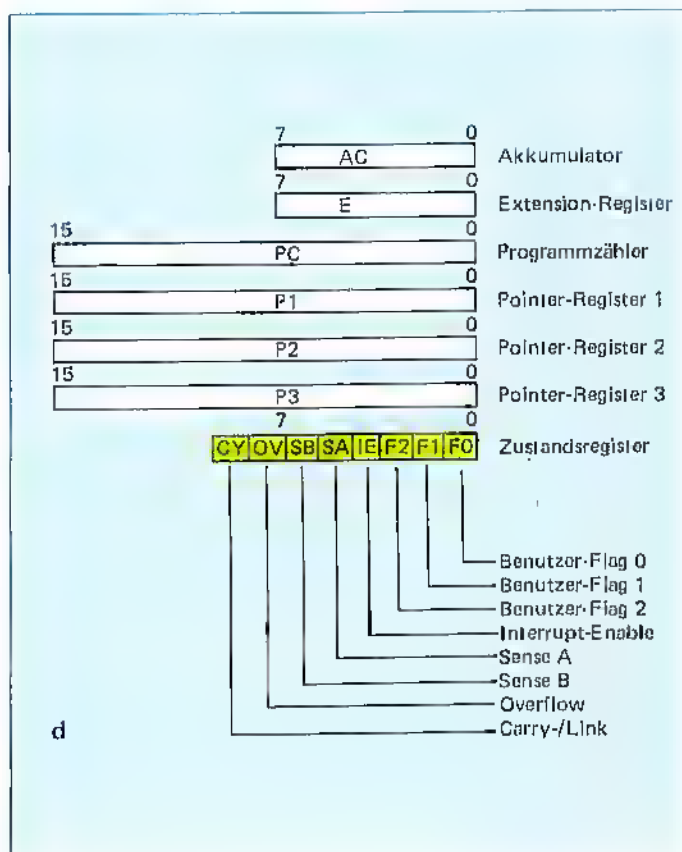 7 0
AC Akkumulator
7 0
E Extension-Register
15 0
PC Programmzähler
15 0
P1 Pointer-Register 1
15 0
P2 Pointer-Register 2
15 0
P3 Pointer-Register 3
7 0
CY OV SB SA IE F2 F1 F0 Zustandsregister
Benutzer-Flag 0
Benutzer-Flag 1
Benutzer-Flag 2
Interrupt-Enable
Sense A
Sense B
Overflow
d Carry-/Link